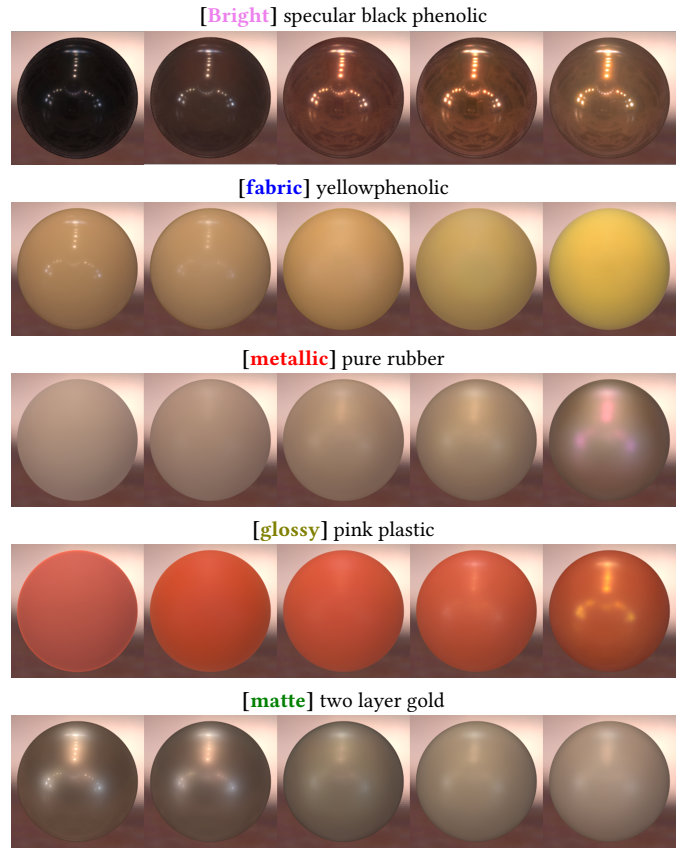 [Bright] specular black phenolic
[fabric] yellowphenolic
[metallic] pure rubber
[glossy] pink plastic
[matte] two layer gold